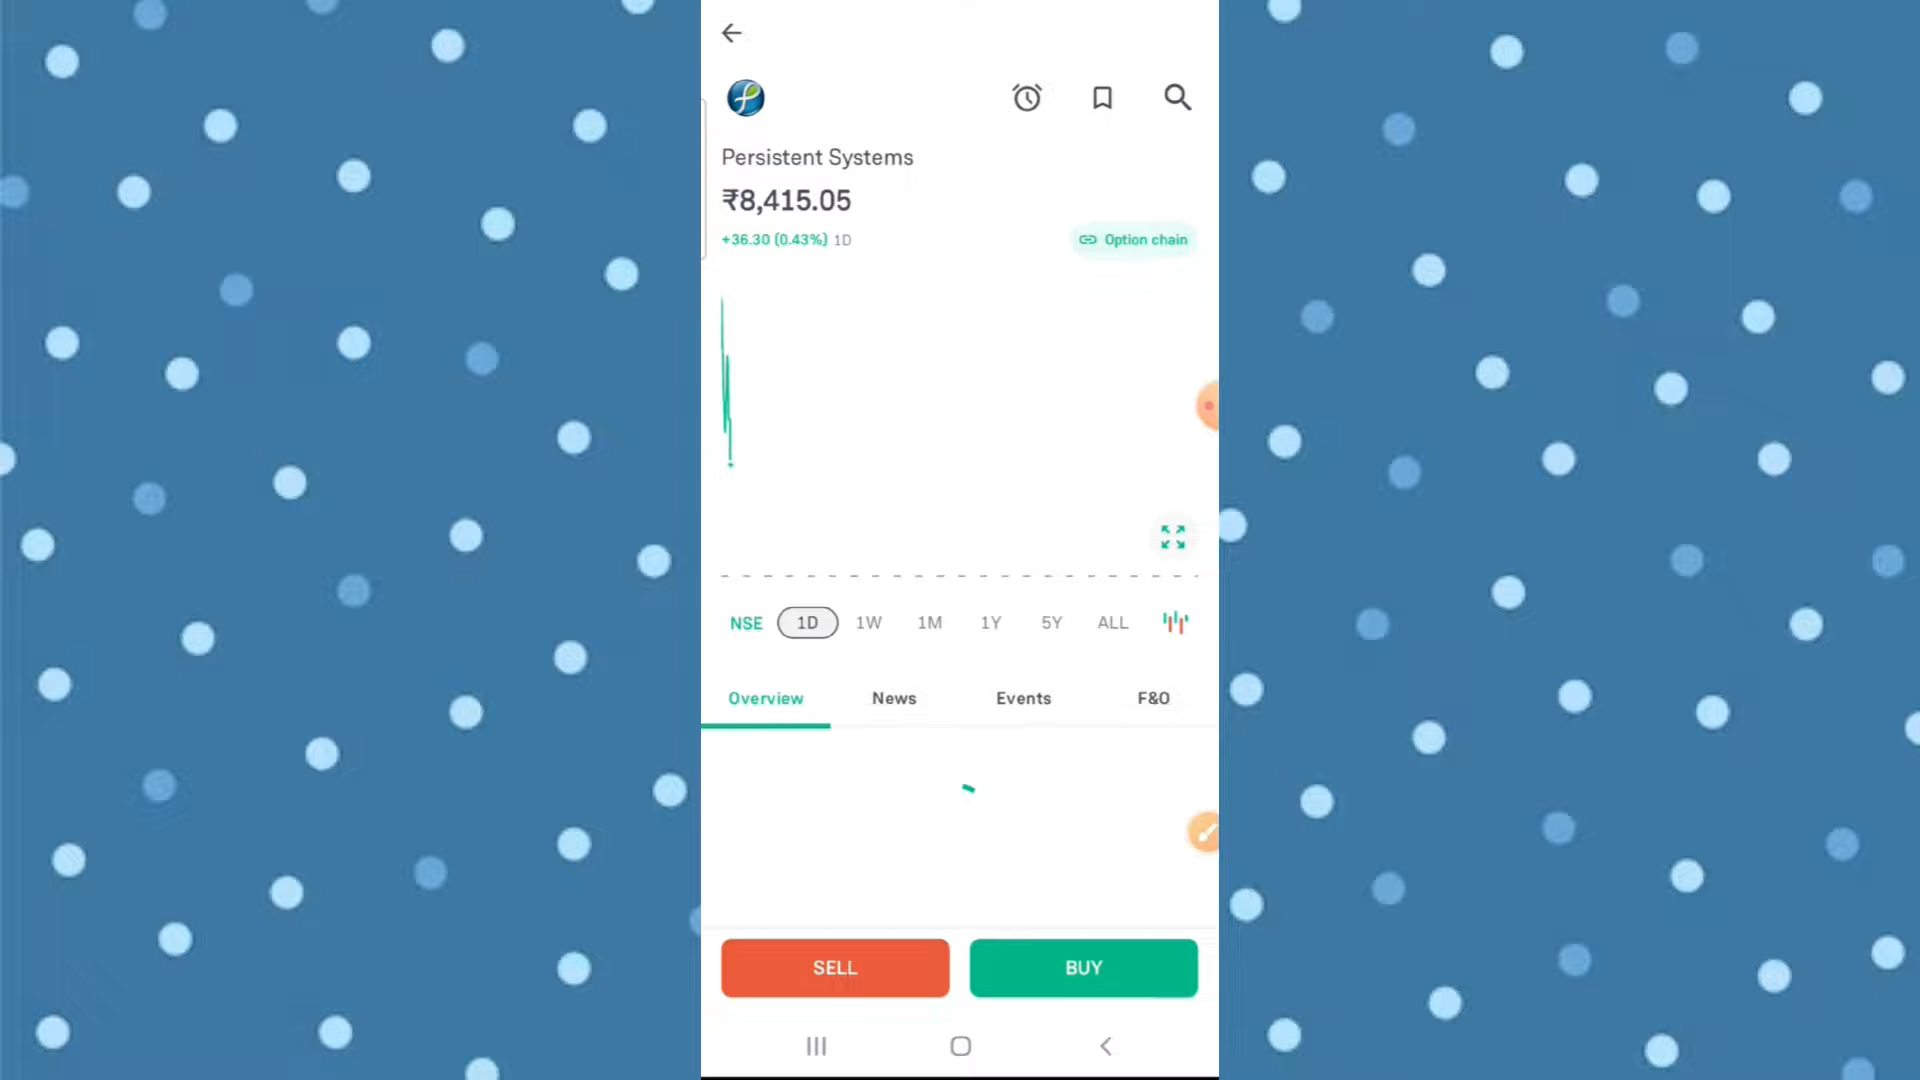 Persistent Systems
₹8,415.05
+36.30 (0.43%) 1D
Option chain
NSE 1D 1W 1M 1Y 5Y ALL
Overview News Events F&O
SELL BUY